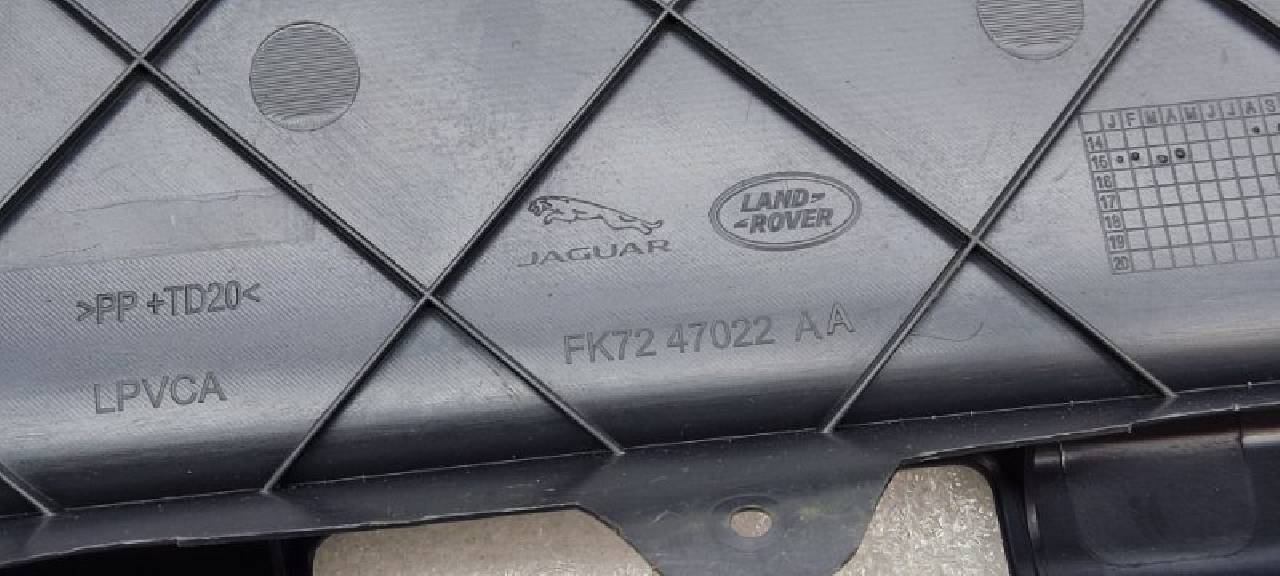 JAGUAR
LAND-
-ROVER
>PP +TD20<
LPVCA
FK72 47022 AA
J F M A M J J A S
14
15
16
17
18
19
20